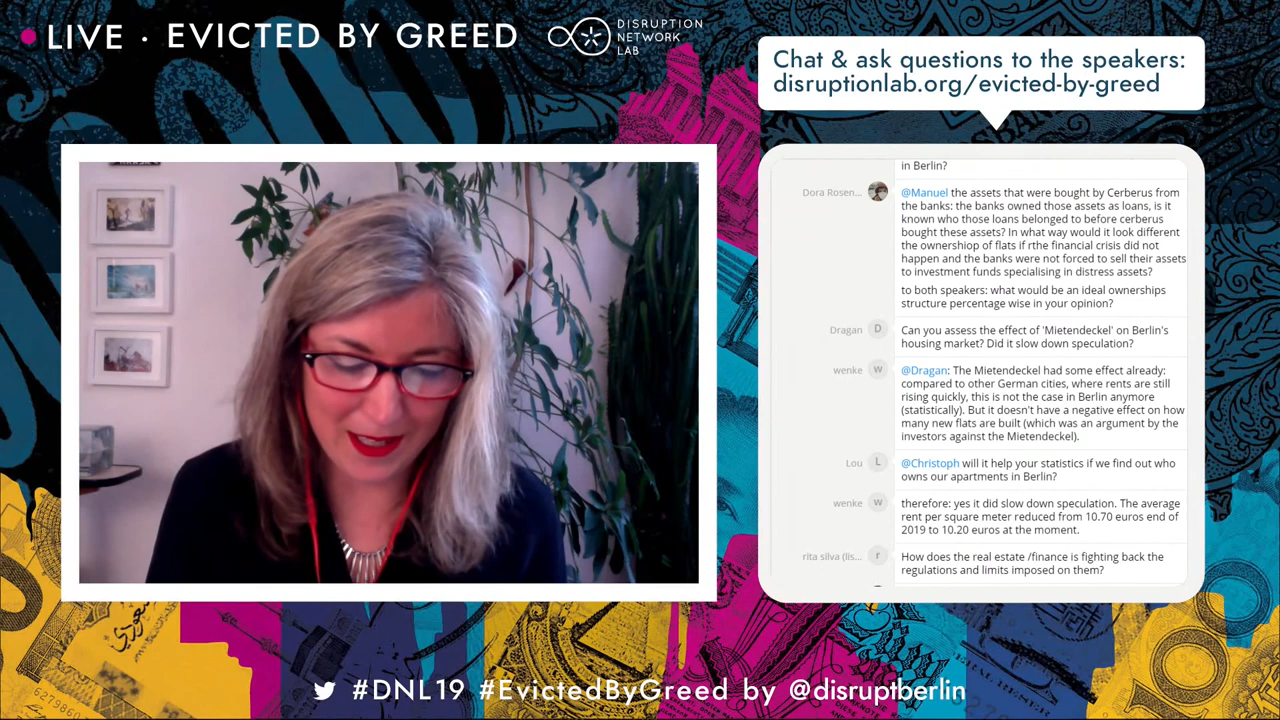 LIVE · EVICTED BY GREED
DISRUPTION
NETWORK
LAB
Chat & ask questions to the speakers:
disruptionlab.org/evicted-by-greed
in Berlin?
Dora Rosen...
@Manuel the assets that were bought by Cerberus from
the banks: the banks owned those assets as loans, is it
known who those loans belonged to before cerberus
bought these assets? In what way would it look different
the ownershiop of flats if rthe financial crisis did not
happen and the banks were not forced to sell their assets
to investment funds specialising in distress assets?
to both speakers: what would be an ideal ownerships
structure percentage wise in your opinion?
Dragan D
Can you assess the effect of 'Mietendeckel' on Berlin's
housing market? Did it slow down speculation?
wenke w
@Dragan: The Mietendeckel had some effect already:
compared to other German cities, where rents are still
rising quickly, this is not the case in Berlin anymore
(statistically). But it doesn't have a negative effect on how
many new flats are built (which was an argument by the
investors against the Mietendeckel).
Lou L
@Christoph will it help your statistics if we find out who
owns our apartments in Berlin?
wenke w
therefore: yes it did slow down speculation. The average
rent per square meter reduced from 10.70 euros end of
2019 to 10.20 euros at the moment.
rita silva (lis... r
How does the real estate /finance is fighting back the
regulations and limits imposed on them?
#DNL19 #EvictedByGreed by @disruptberlin